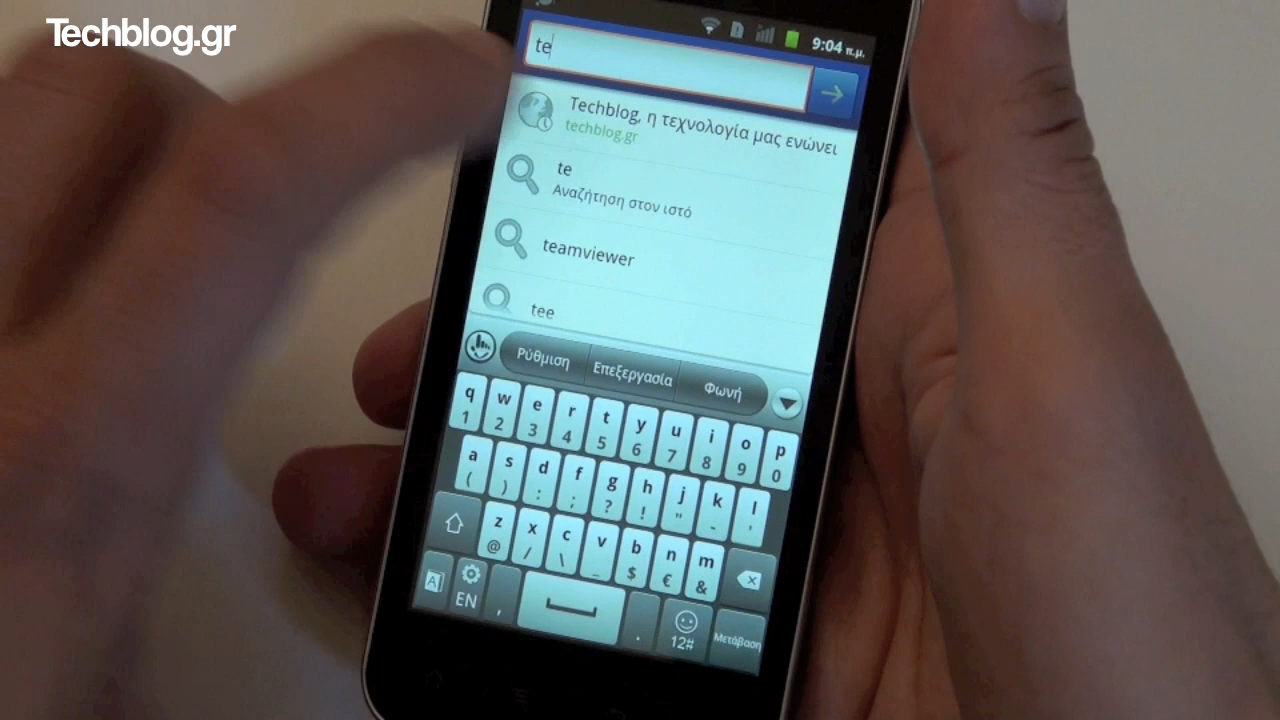 Techblog.gr
9:04 π.μ.
te
Techblog, η τεχνολογία μας ενώνει
techblog.gr
te
Αναζήτηση στον ιστό
teamviewer
tee
Ρύθμιση Επεξεργασία Φωνή
q w e r t y u i o p
1 2 3 4 5 6 7 8 9 0
a s d f g h j k l
( ) : ; ? ! " - '
z x c v b n m
@ / \ _ $ € &
EN , . 12# Μετάβαση